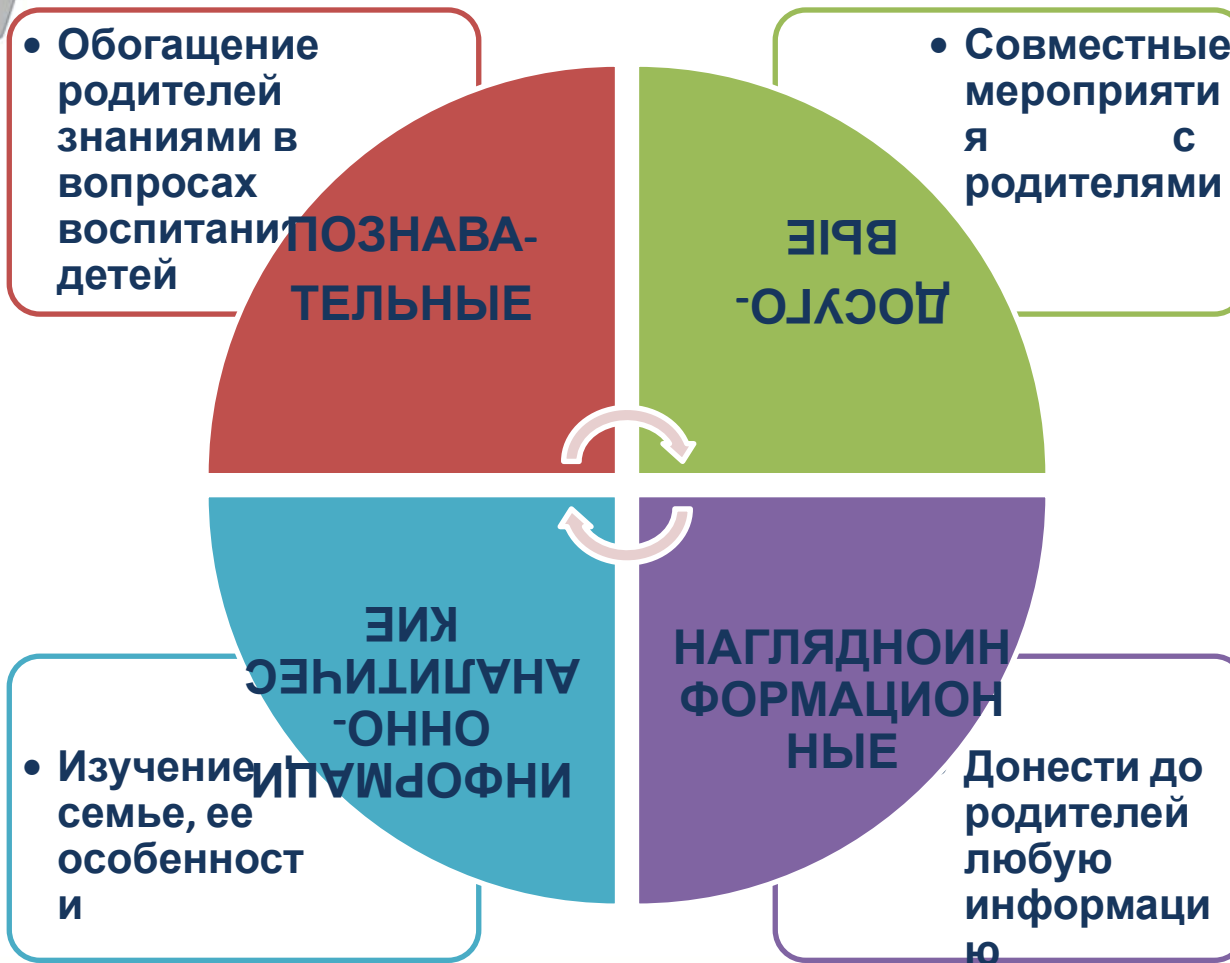 • Обогащение
родителей
знаниями в
вопросах
воспитания
детей
ПОЗНАВА-
ТЕЛЬНЫЕ
• Совместные
мероприяти
я с
родителями
ДОСУГО-
ВЫЕ
ИНФОРМАЦИ
ОННО-
АНАЛИТИЧЕС
КИЕ
• Изучение
семье, ее
особенност
и
НАГЛЯДНОИН
ФОРМАЦИОН
НЫЕ
Донести до
родителей
любую
информаци
ю